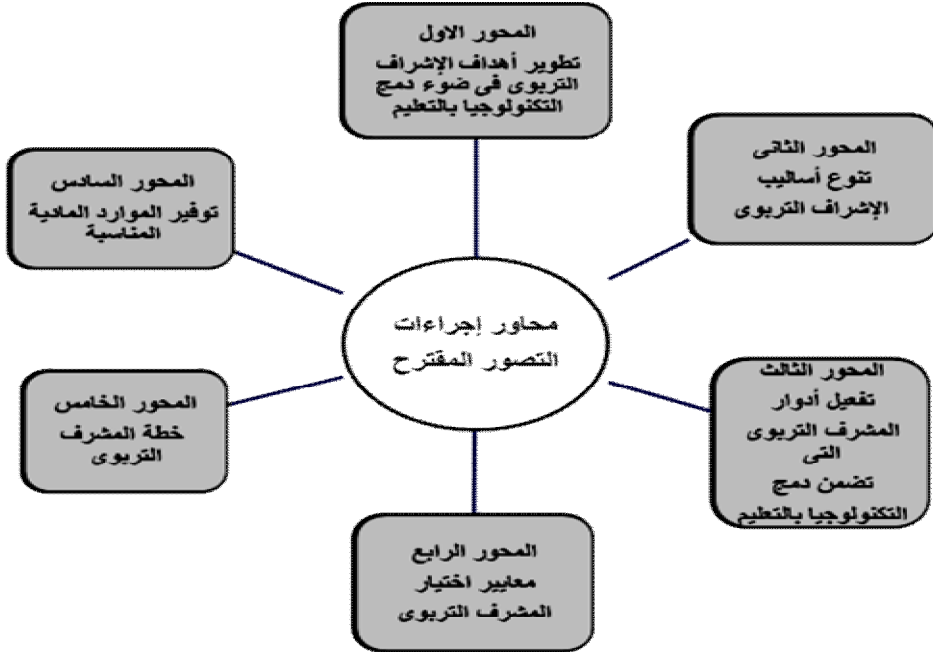 المحور الاول
تطوير أهداف الإشراف
التربوى فى ضوء دمج
التكنولوجيا بالتعليم
المحور الثانى
تنوع أساليب
الإشراف التربوى
المحور الثالث
تفعيل أدوار
المشرف التربوى
التى
تضمن دمج
التكنولوجيا بالتعليم
المحور الرابع
معايير اختيار
المشرف التربوى
المحور الخامس
خطة المشرف
التربوى
المحور السادس
توفير الموارد المادية
المناسبة
محاور إجراءات
التصور المقترح